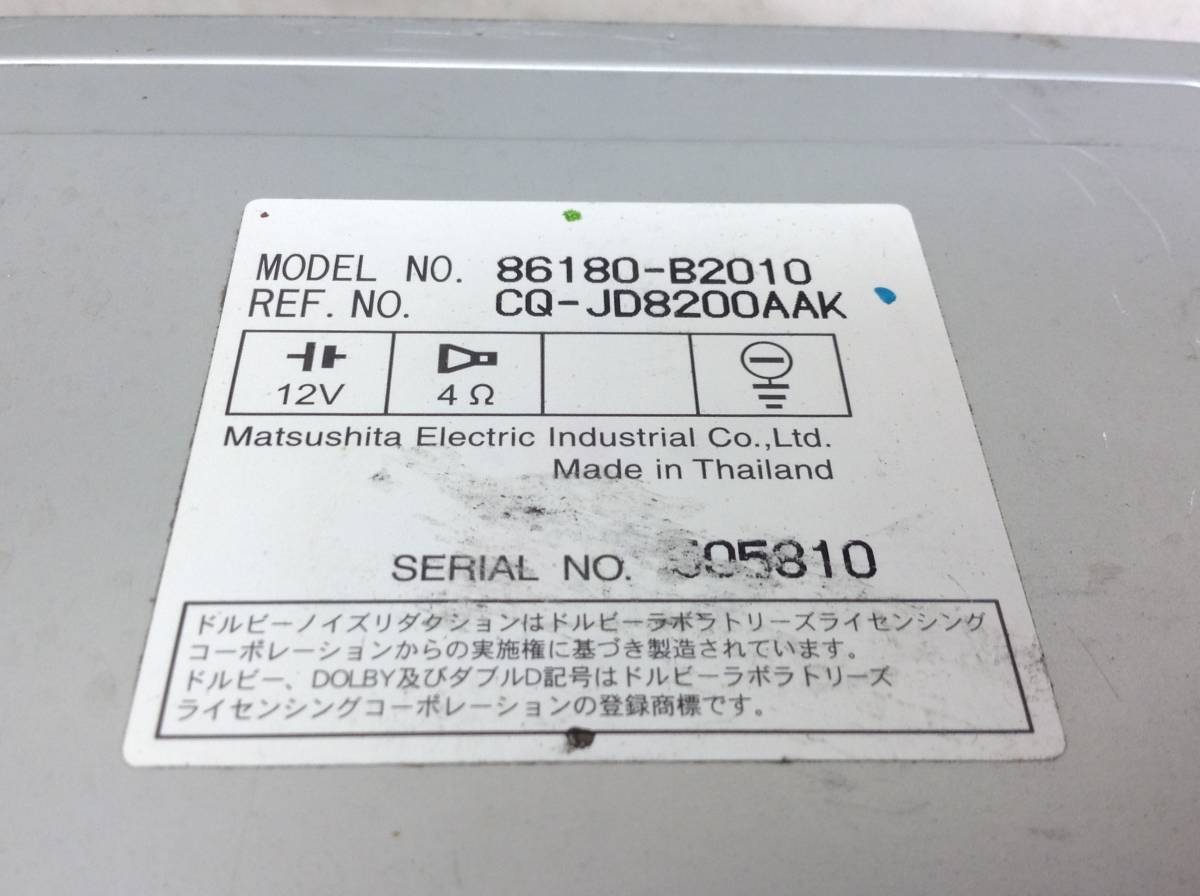 MODEL NO. 86180-B2010
REF. NO. CQ-JD8200AAK
12V 4Ω
Matsushita Electric Industrial Co.,Ltd.
Made in Thailand
SERIAL NO.
ドルビーノイズリダクションはドルビーラボラトリーズライセンシング
コーポレーションからの実施権に基づき製造されています。
ドルビー、DOLBY及びダブルD記号はドルビーラボラトリーズ
ライセンシングコーポレーションの登録商標です。